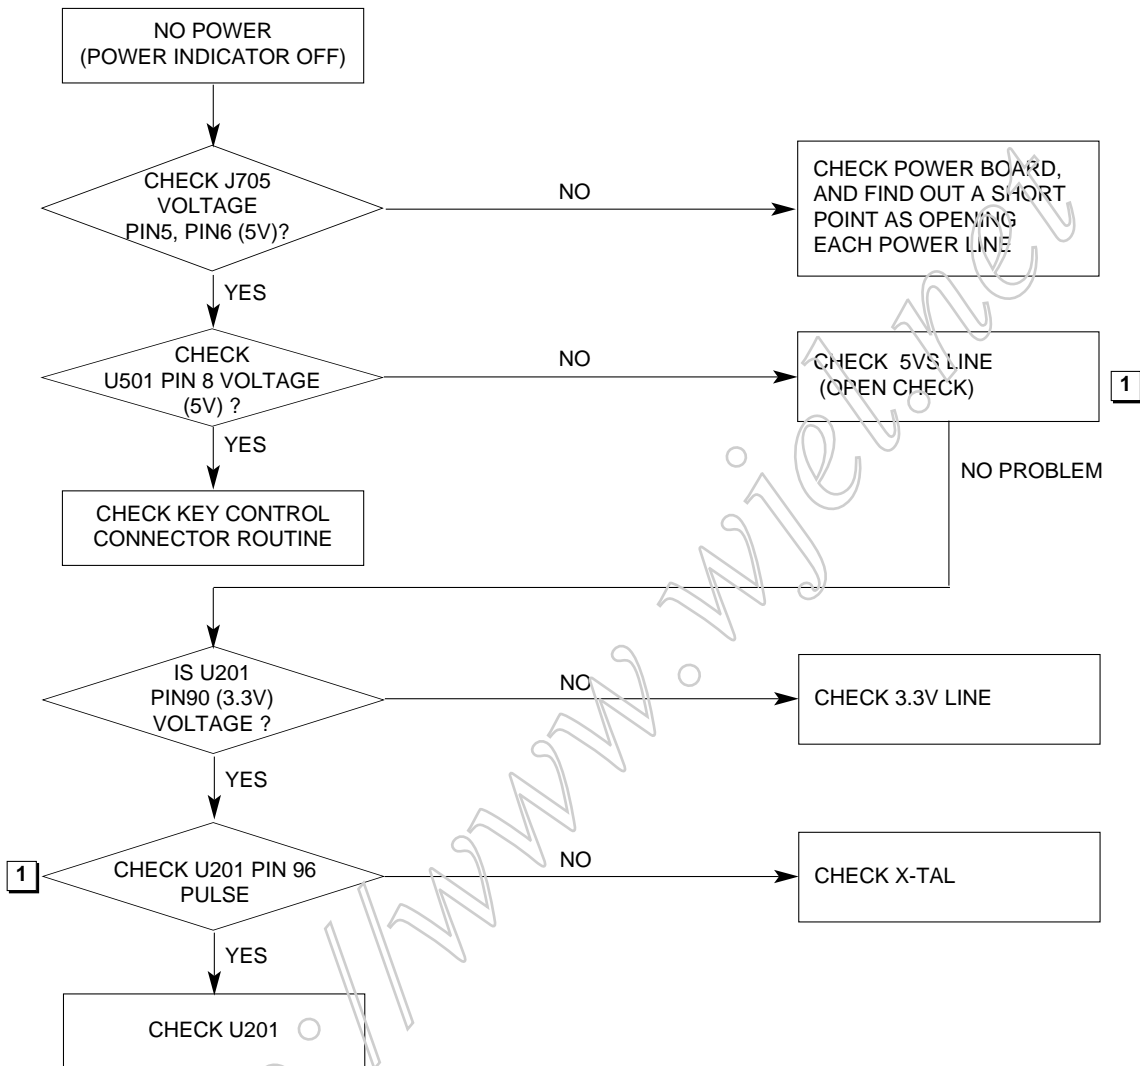 NO POWER
(POWER INDICATOR OFF)
CHECK J705
VOLTAGE
PIN5, PIN6 (5V)?
NO
CHECK POWER BOARD,
AND FIND OUT A SHORT
POINT AS OPENING
EACH POWER LINE
YES
CHECK
U501 PIN 8 VOLTAGE
(5V) ?
NO
CHECK 5VS LINE
(OPEN CHECK)
1
YES
NO PROBLEM
CHECK KEY CONTROL
CONNECTOR ROUTINE
IS U201
PIN90 (3.3V)
VOLTAGE ?
NO
CHECK 3.3V LINE
YES
1
CHECK U201 PIN 96
PULSE
NO
CHECK X-TAL
YES
CHECK U201
://www.wjel.net